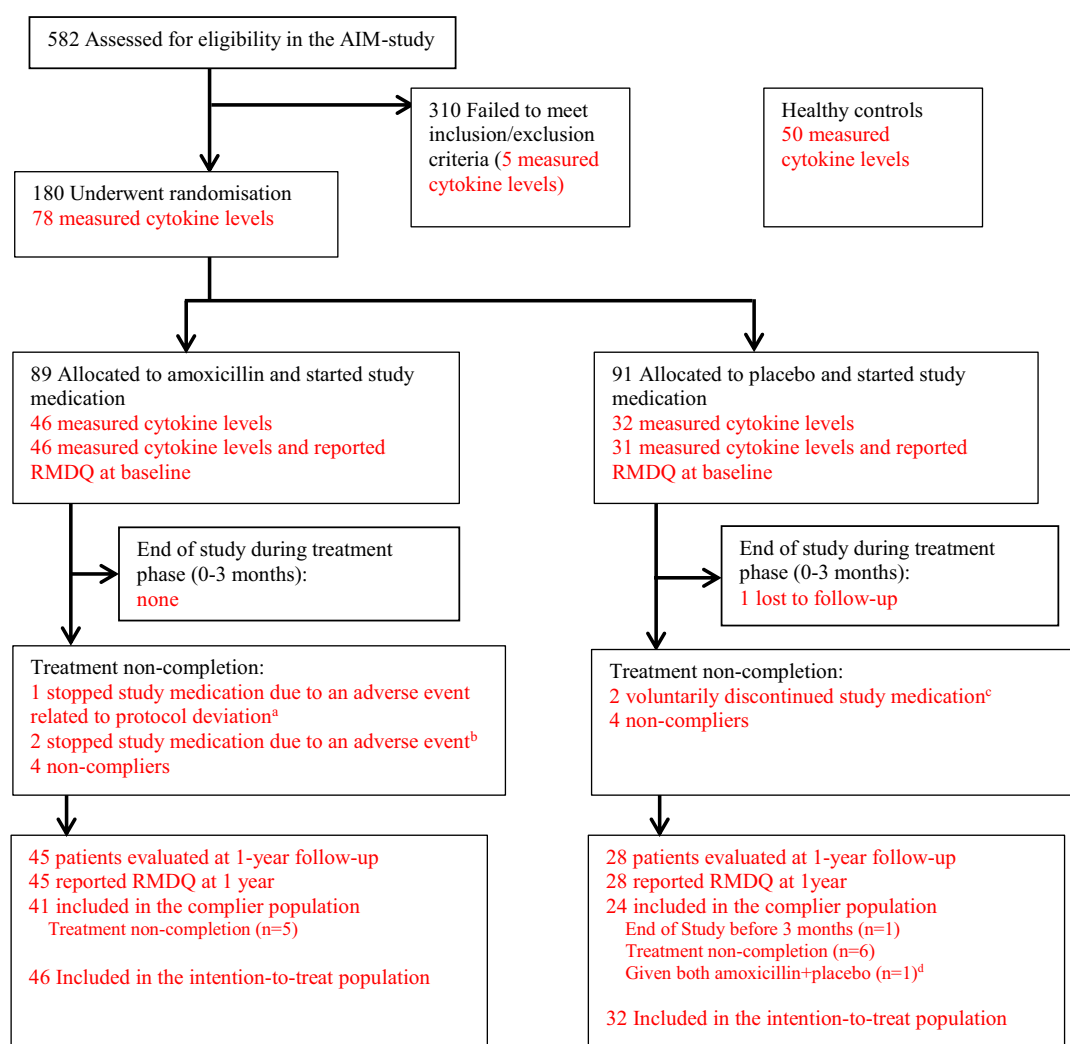 582 Assessed for eligibility in the AIM-study
310 Failed to meet
inclusion/exclusion
criteria (5 measured
cytokine levels)
Healthy controls
50 measured
cytokine levels
180 Underwent randomisation
78 measured cytokine levels
89 Allocated to amoxicillin and started study
medication
46 measured cytokine levels
46 measured cytokine levels and reported
RMDQ at baseline
91 Allocated to placebo and started study
medication
32 measured cytokine levels
31 measured cytokine levels and reported
RMDQ at baseline
End of study during treatment
phase (0-3 months):
none
End of study during treatment
phase (0-3 months):
1 lost to follow-up
Treatment non-completion:
1 stopped study medication due to an adverse event
related to protocol deviationᵃ
2 stopped study medication due to an adverse eventᵇ
4 non-compliers
Treatment non-completion:
2 voluntarily discontinued study medicationᶜ
4 non-compliers
45 patients evaluated at 1-year follow-up
45 reported RMDQ at 1 year
41 included in the complier population
Treatment non-completion (n=5)
46 Included in the intention-to-treat population
28 patients evaluated at 1-year follow-up
28 reported RMDQ at 1year
24 included in the complier population
End of Study before 3 months (n=1)
Treatment non-completion (n=6)
Given both amoxicillin+placebo (n=1)ᵈ
32 Included in the intention-to-treat population